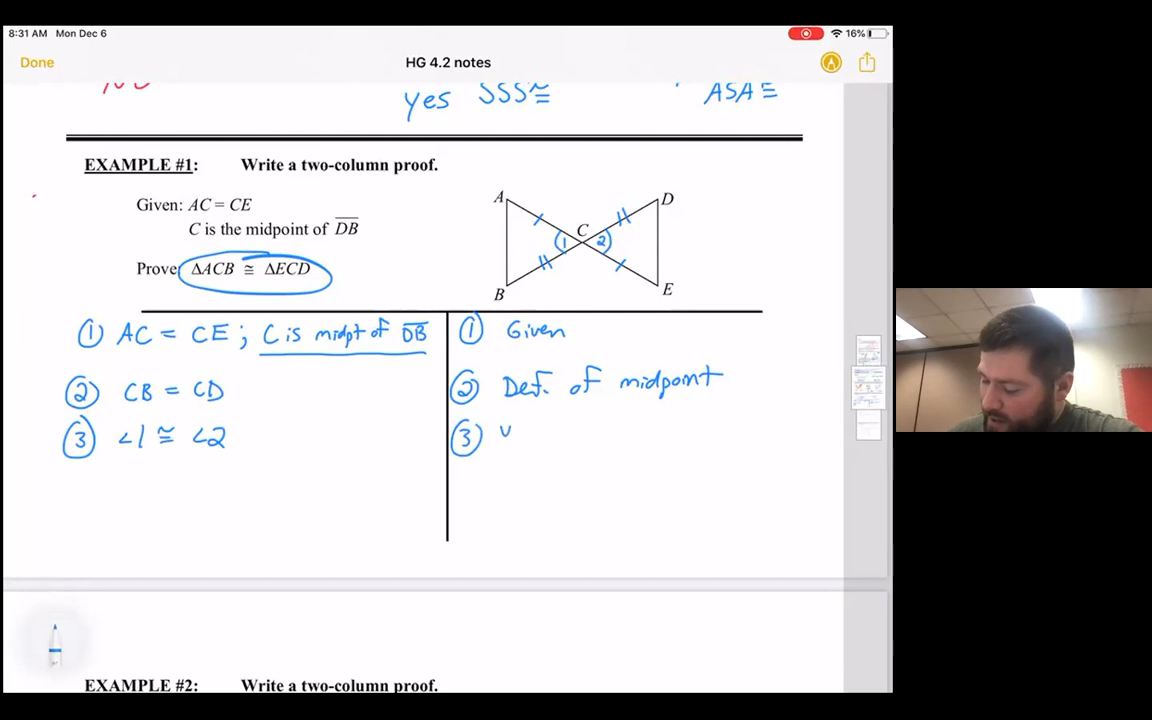 8:31 AM Mon Dec 6
16%
Done
HG 4.2 notes
yes SSS≅
ASA≅
EXAMPLE #1: Write a two-column proof.
Given: AC = CE
C is the midpoint of DB
Prove: ΔACB ≅ ΔECD
A
D
C
1
2
B
E
① AC = CE ; C is midpt of DB
① Given
② CB = CD
② Def. of midpoint
③ ∠1 ≅ ∠2
③ V
EXAMPLE #2: Write a two-column proof.